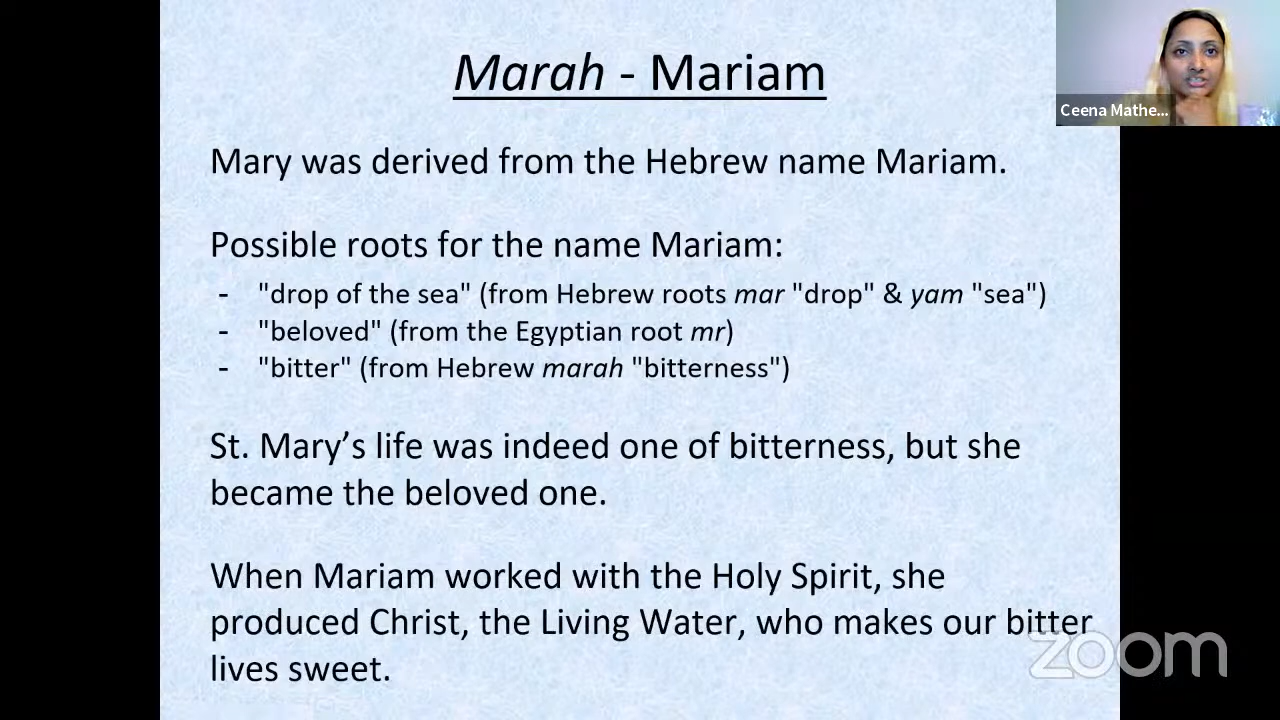 Marah - Mariam
Ceena Mathe...
Mary was derived from the Hebrew name Mariam.
Possible roots for the name Mariam:
- "drop of the sea" (from Hebrew roots mar "drop" & yam "sea")
- "beloved" (from the Egyptian root mr)
- "bitter" (from Hebrew marah "bitterness")
St. Mary’s life was indeed one of bitterness, but she
became the beloved one.
When Mariam worked with the Holy Spirit, she
produced Christ, the Living Water, who makes our bitter
lives sweet.
zoom